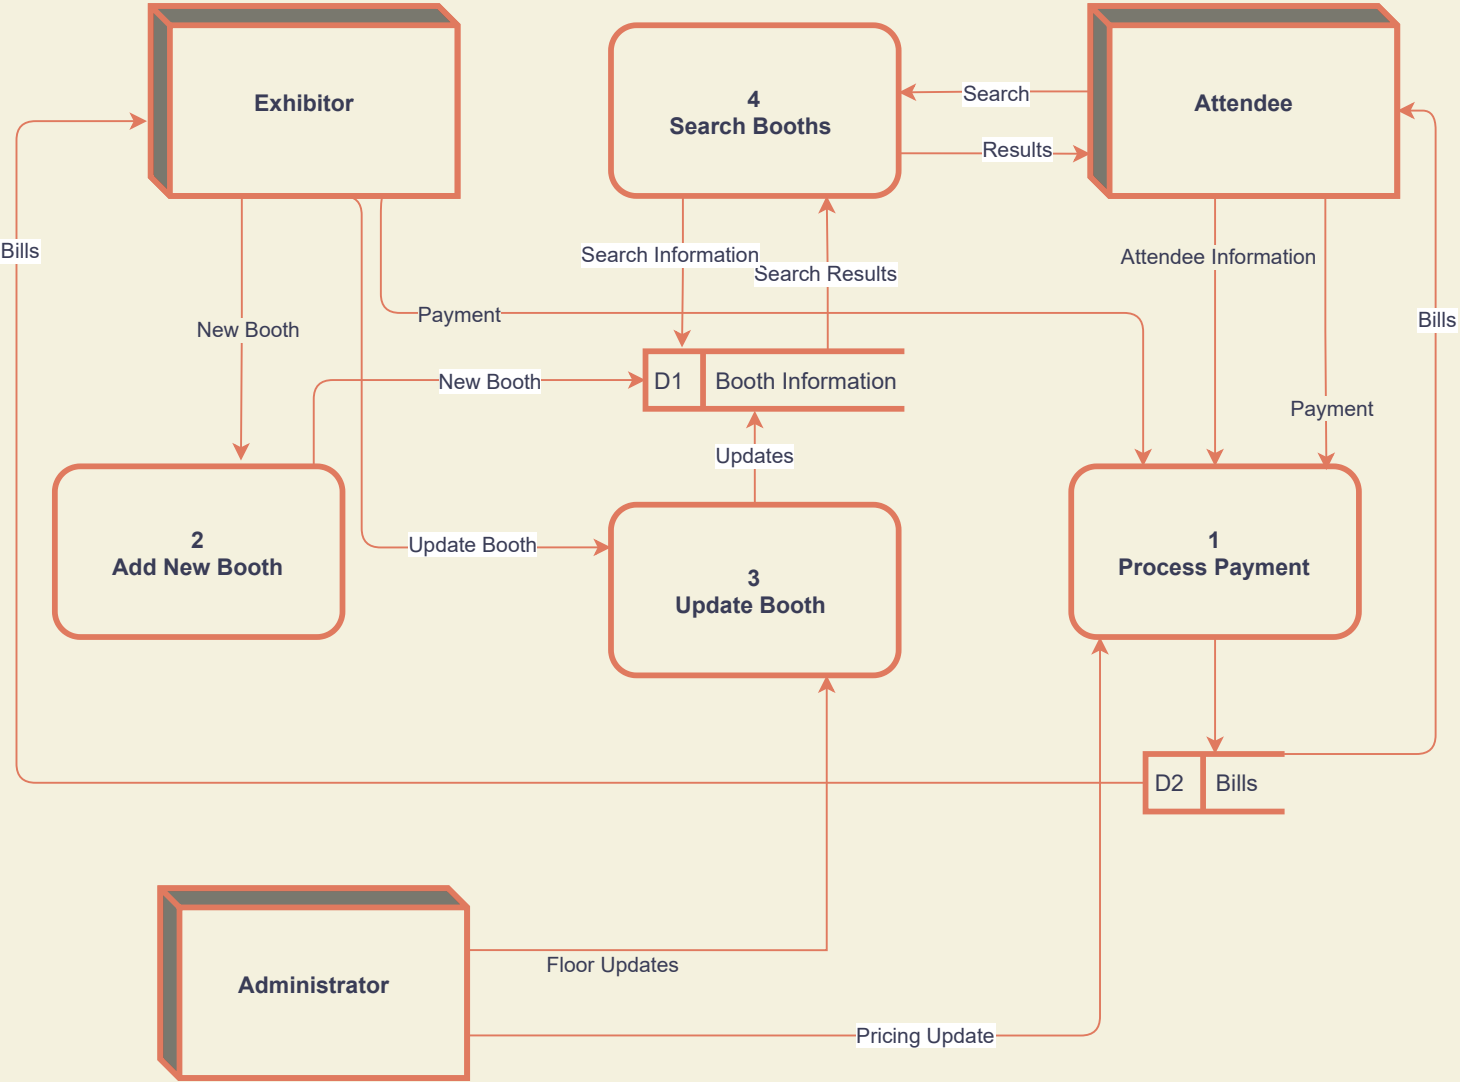 Exhibitor
4
Search Booths
Search
Results
Attendee
Bills
Search Information
Search Results
Attendee Information
New Booth
Payment
Bills
New Booth
D1
Booth Information
Payment
Updates
2
Add New Booth
Update Booth
3
Update Booth
1
Process Payment
D2
Bills
Administrator
Floor Updates
Pricing Update